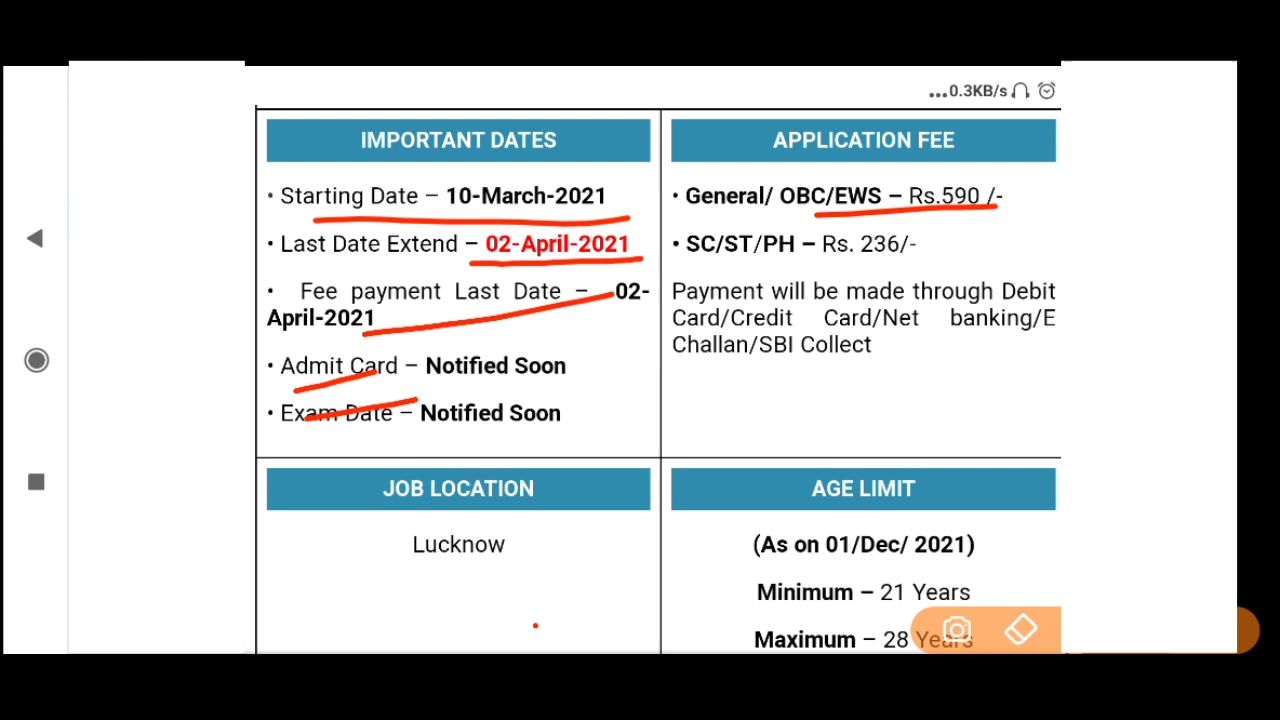 ...0.3KB/s
IMPORTANT DATES
• Starting Date – 10-March-2021
• Last Date Extend – 02-April-2021
• Fee payment Last Date – 02-
April-2021
• Admit Card – Notified Soon
• Exam Date – Notified Soon
APPLICATION FEE
• General/ OBC/EWS – Rs.590 /-
• SC/ST/PH – Rs. 236/-
Payment will be made through Debit
Card/Credit Card/Net banking/E
Challan/SBI Collect
JOB LOCATION
Lucknow
AGE LIMIT
(As on 01/Dec/ 2021)
Minimum – 21 Years
Maximum – 28 Years